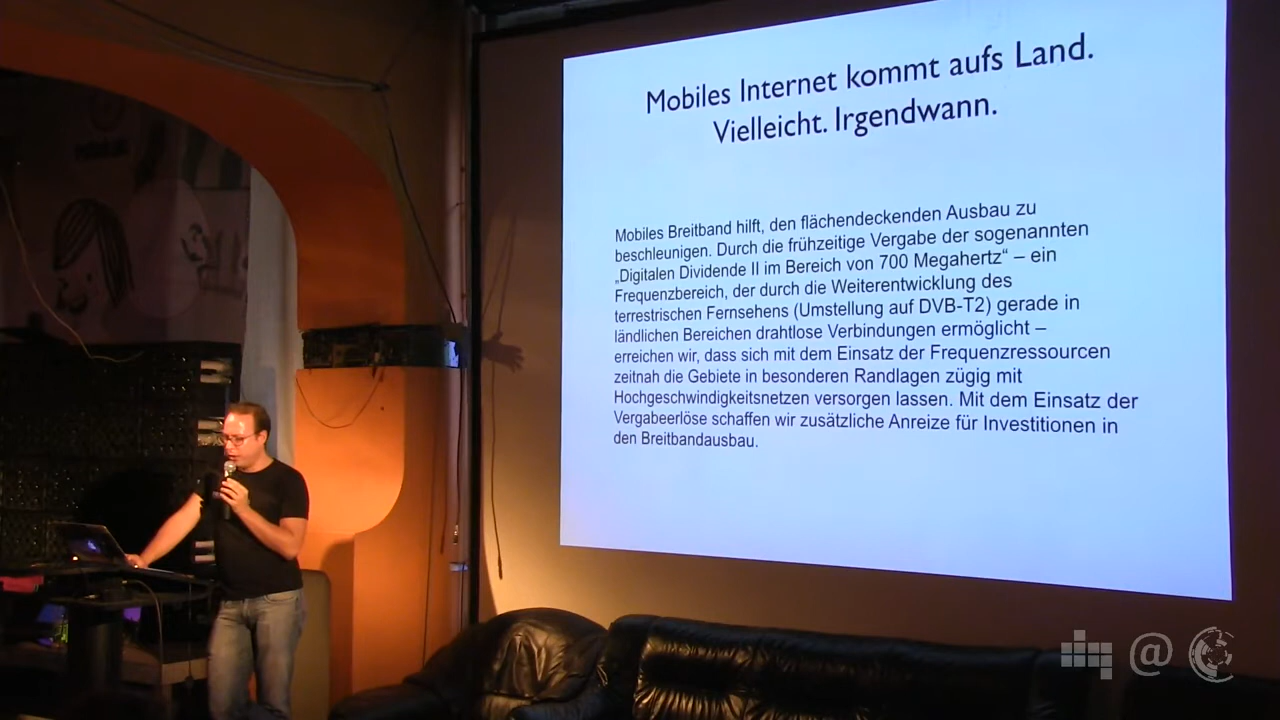 Mobiles Internet kommt aufs Land.
Vielleicht. Irgendwann.
Mobiles Breitband hilft, den flächendeckenden Ausbau zu
beschleunigen. Durch die frühzeitige Vergabe der sogenannten
„Digitalen Dividende II im Bereich von 700 Megahertz“ – ein
Frequenzbereich, der durch die Weiterentwicklung des
terrestrischen Fernsehens (Umstellung auf DVB-T2) gerade in
ländlichen Bereichen drahtlose Verbindungen ermöglicht –
erreichen wir, dass sich mit dem Einsatz der Frequenzressourcen
zeitnah die Gebiete in besonderen Randlagen zügig mit
Hochgeschwindigkeitsnetzen versorgen lassen. Mit dem Einsatz der
Vergabeerlöse schaffen wir zusätzliche Anreize für Investitionen in
den Breitbandausbau.
@